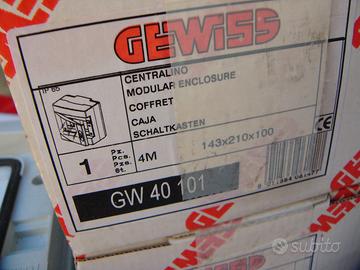 GEWISS
IP 65
CENTRALINO
MODULAR ENCLOSURE
COFFRET
CAJA
SCHALTKASTEN
1
Pz.
Pcs.
Pzs.
St.
4M
143x210x100
CE
GW 40 101
subito